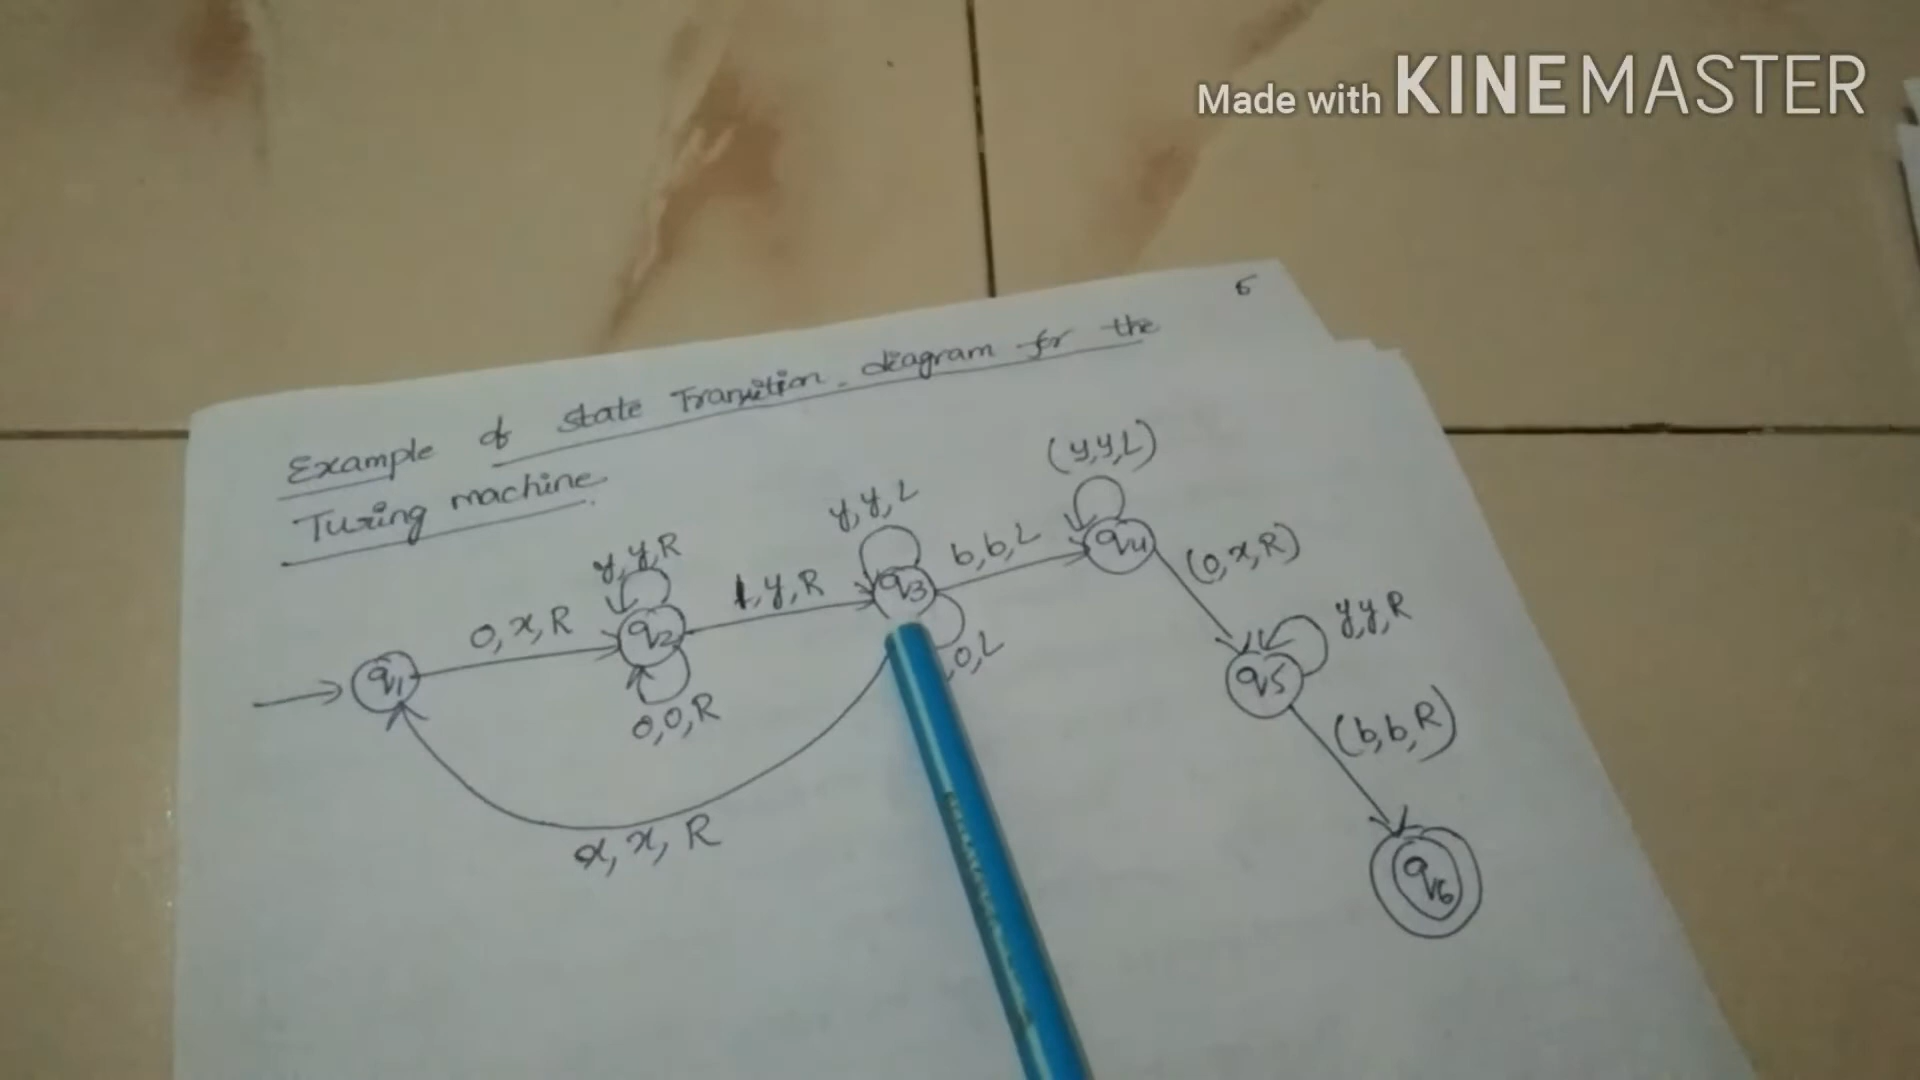 Made with KINEMASTER
6
Example of state Transition diagram for the
Turing machine.
(y,y,L)
y,y,L
y,y,R
b,b,L
q4
(0,x,R)
1,y,R
q3
0,x,R
q2
y,y,R
,0,L
q1
q5
0,0,R
(b,b,R)
x,x,R
q6